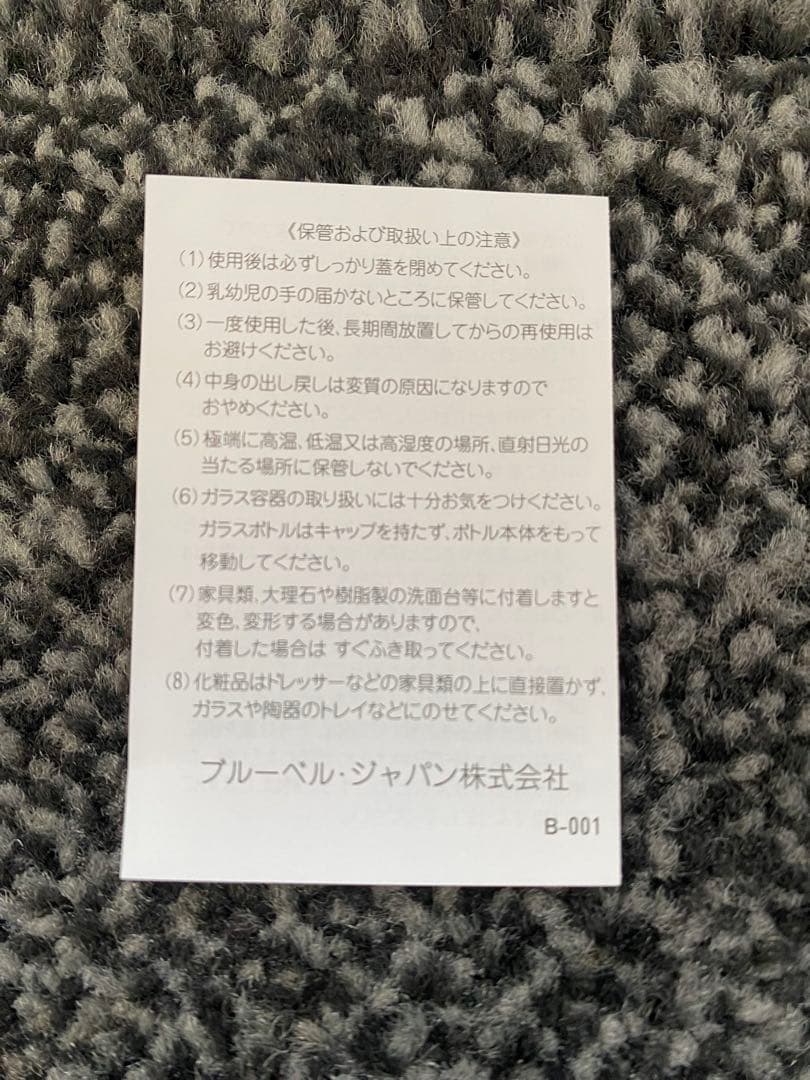 《保管および取扱い上の注意》
(1)使用後は必ずしっかり蓋を閉めてください。
(2)乳幼児の手の届かないところに保管してください。
(3)一度使用した後、長期間放置してからの再使用は
お避けください。
(4)中身の出し戻しは変質の原因になりますので
おやめください。
(5)極端に高温、低温又は高湿度の場所、直射日光の
当たる場所に保管しないでください。
(6)ガラス容器の取り扱いには十分お気をつけください。
ガラスボトルはキャップを持たず、ボトル本体をもって
移動してください。
(7)家具類、大理石や樹脂製の洗面台等に付着しますと
変色、変形する場合がありますので、
付着した場合は すぐふき取ってください。
(8)化粧品はドレッサーなどの家具類の上に直接置かず、
ガラスや陶器のトレイなどにのせてください。
ブルーベル・ジャパン株式会社
B-001